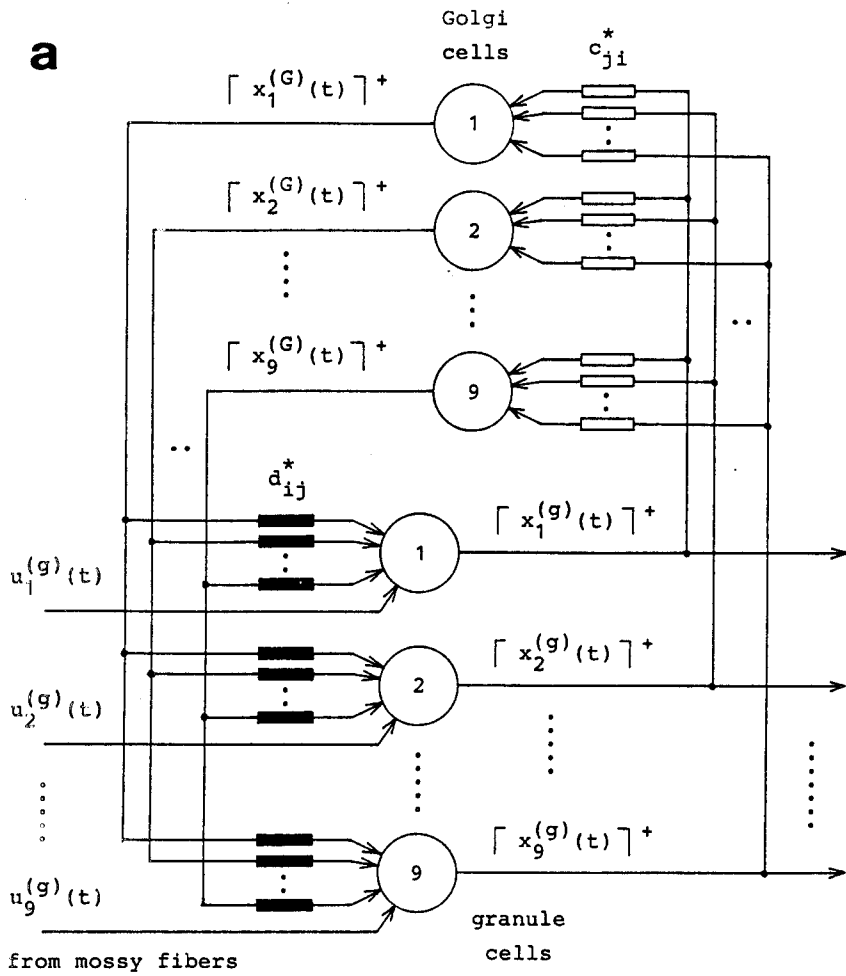 a
Golgi
cells
c*ji
⌈ x1(G)(t) ⌉+
1
⌈ x2(G)(t) ⌉+
2
⌈ x9(G)(t) ⌉+
9
d*ij
⌈ x1(g)(t) ⌉+
1
u1(g)(t)
⌈ x2(g)(t) ⌉+
2
u2(g)(t)
⌈ x9(g)(t) ⌉+
9
u9(g)(t)
granule
cells
from mossy fibers